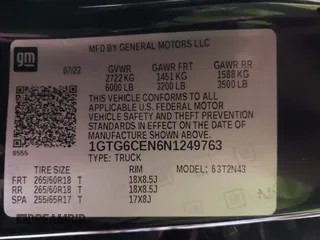 gm
MFD BY GENERAL MOTORS LLC
07/22 GVWR GAWR FRT GAWR RR
2722 KG 1451 KG 1588 KG
6000 LB 3200 LB 3500 LB
THIS VEHICLE CONFORMS TO ALL
APPLICABLE U.S. FEDERAL MOTOR
VEHICLE SAFETY AND THEFT PREVENTION
STANDARDS IN EFFECT ON THE DATE OF
MANUFACTURE SHOWN ABOVE.
8555 1GTG6CEN6N1249763
TYPE: TRUCK
TIRE SIZE RIM MODEL: 63T2N43
FRT 265/60R18 T 18X8.5J
RR 265/60R18 T 18X8.5J
SPA 255/65R17 T 17X8J
DREAMBID